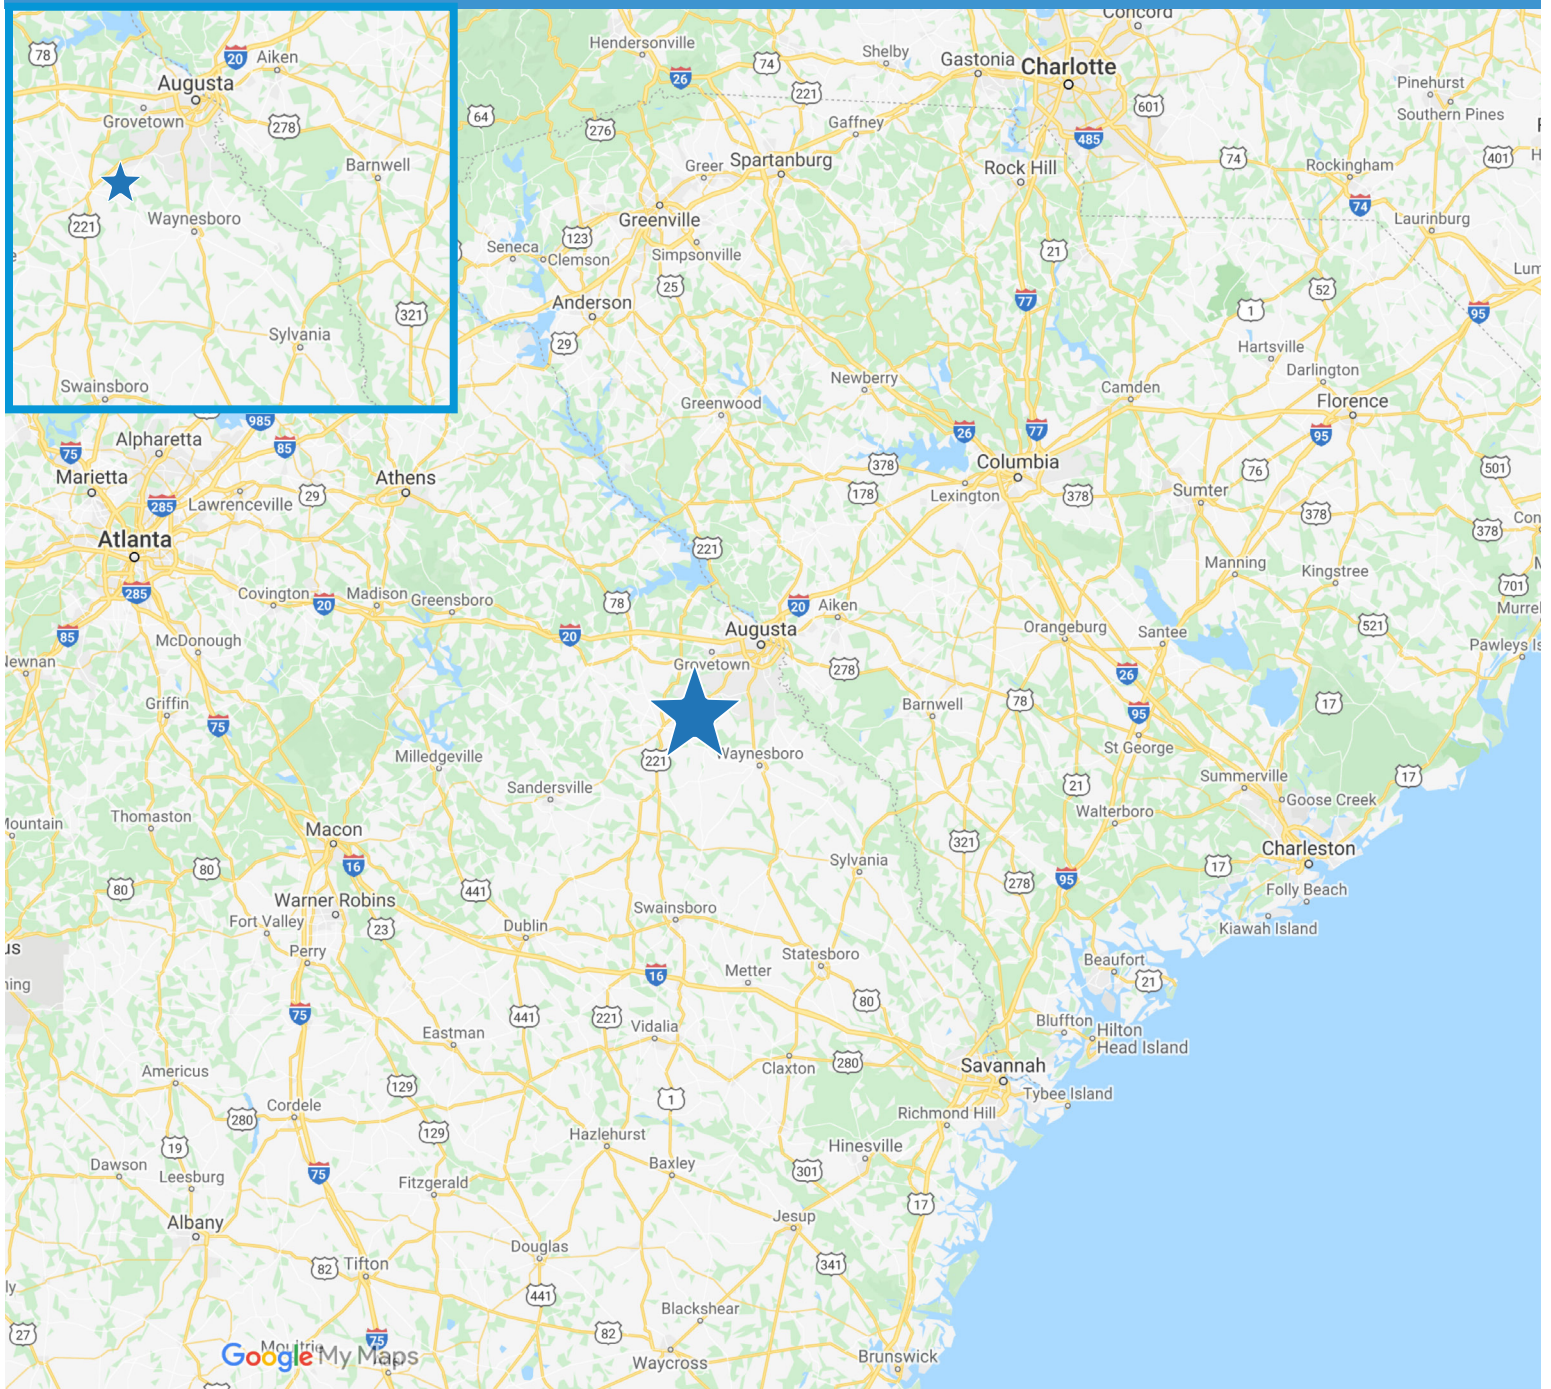 78
20
Aiken
Augusta
Grovetown
278
Barnwell
Waynesboro
221
321
Sylvania
Swainsboro
Concord
Hendersonville
26
74
Shelby
Gastonia
Charlotte
221
601
Pinehurst
Southern Pines
64
276
Gaffney
485
74
401
Greer
Spartanburg
Rock Hill
Rockingham
74
Greenville
Laurinburg
123
Seneca
Clemson
Simpsonville
21
25
52
Anderson
77
1
95
29
Hartsville
Darlington
Newberry
Camden
Greenwood
Florence
985
26
77
95
Alpharetta
85
75
Columbia
378
76
501
Marietta
Athens
Lexington
178
378
Sumter
29
Lawrenceville
285
378
378
Atlanta
221
Manning
Kingstree
285
701
Covington
20
Madison
Greensboro
78
20
Aiken
521
85
20
Augusta
Orangeburg
Santee
McDonough
Grovetown
278
26
Griffin
Barnwell
78
17
75
95
St George
Milledgeville
221
Waynesboro
Summerville
17
Sandersville
21
Goose Creek
Walterboro
Thomaston
Macon
321
Charleston
16
80
Sylvania
17
80
441
278
95
Folly Beach
Warner Robins
Swainsboro
Fort Valley
23
Dublin
Kiawah Island
Perry
Statesboro
Beaufort
16
Metter
21
75
441
221
80
Vidalia
Bluffton
Hilton
Head Island
Eastman
Claxton
280
Savannah
Americus
129
1
Tybee Island
Cordele
280
Richmond Hill
129
Hazlehurst
19
Hinesville
Dawson
75
Baxley
301
Leesburg
Fitzgerald
17
Albany
Jesup
Douglas
82
Tifton
341
441
Blackshear
27
75
82
Moultrie
Google My Maps
Waycross
Brunswick